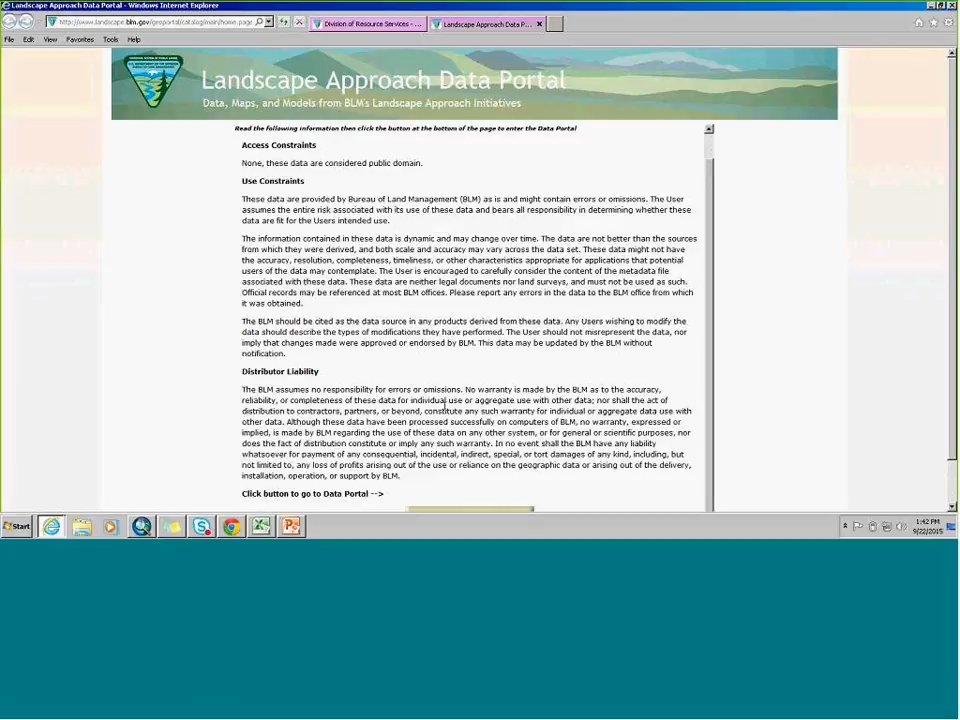 Landscape Approach Data Portal - Windows Internet Explorer
http://www.landscape.blm.gov/geoportal/catalog/main/home.page
Division of Resource Services - ...
Landscape Approach Data P...
File Edit View Favorites Tools Help
Landscape Approach Data Portal
Data, Maps, and Models from BLM's Landscape Approach Initiatives
Read the following information then click the button at the bottom of the page to enter the Data Portal
Access Constraints
None, these data are considered public domain.
Use Constraints
These data are provided by Bureau of Land Management (BLM) as is and might contain errors or omissions. The User
assumes the entire risk associated with its use of these data and bears all responsibility in determining whether these
data are fit for the Users intended use.
The information contained in these data is dynamic and may change over time. The data are not better than the sources
from which they were derived, and both scale and accuracy may vary across the data set. These data might not have
the accuracy, resolution, completeness, timeliness, or other characteristics appropriate for applications that potential
users of the data may contemplate. The User is encouraged to carefully consider the content of the metadata file
associated with these data. These data are neither legal documents nor land surveys, and must not be used as such.
Official records may be referenced at most BLM offices. Please report any errors in the data to the BLM office from which
it was obtained.
The BLM should be cited as the data source in any products derived from these data. Any Users wishing to modify the
data should describe the types of modifications they have performed. The User should not misrepresent the data, nor
imply that changes made were approved or endorsed by BLM. This data may be updated by the BLM without
notification.
Distributor Liability
The BLM assumes no responsibility for errors or omissions. No warranty is made by the BLM as to the accuracy,
reliability, or completeness of these data for individual use or aggregate use with other data; nor shall the act of
distribution to contractors, partners, or beyond, constitute any such warranty for individual or aggregate data use with
other data. Although these data have been processed successfully on computers of BLM, no warranty, expressed or
implied, is made by BLM regarding the use of these data on any other system, or for general or scientific purposes, nor
does the fact of distribution constitute or imply any such warranty. In no event shall the BLM have any liability
whatsoever for payment of any consequential, incidental, indirect, special, or tort damages of any kind, including, but
not limited to, any loss of profits arising out of the use or reliance on the geographic data or arising out of the delivery,
installation, operation, or support by BLM.
Click button to go to Data Portal -->
Start
1:42 PM
9/22/2015